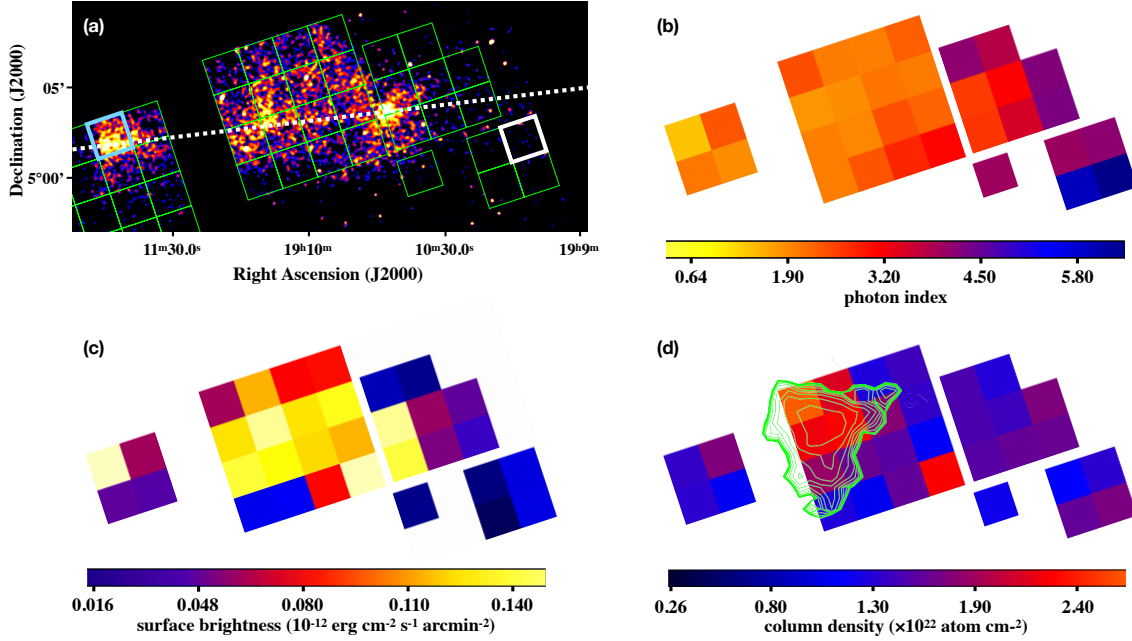 (a)
Declination (J2000)
05'
5°00'
11ᵐ30.0ˢ
19ʰ10ᵐ
10ᵐ30.0ˢ
19ʰ9ᵐ
Right Ascension (J2000)
(b)
0.64 1.90 3.20 4.50 5.80
photon index
(c)
0.016 0.048 0.080 0.110 0.140
surface brightness (10⁻¹² erg cm⁻² s⁻¹ arcmin⁻²)
(d)
0.26 0.80 1.30 1.90 2.40
column density (×10²² atom cm-²)